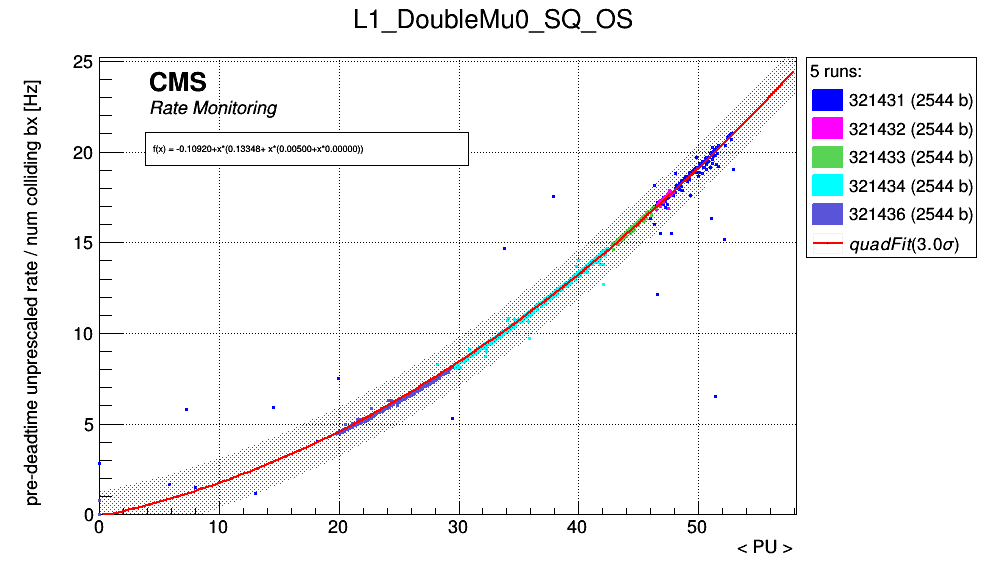 L1_DoubleMu0_SQ_OS
pre-deadtime unprescaled rate / num colliding bx [Hz]
25
20
15
10
5
0
CMS
Rate Monitoring
f(x) = -0.10920+x*(0.13348+ x*(0.00500+x*0.00000))
5 runs:
321431 (2544 b)
321432 (2544 b)
321433 (2544 b)
321434 (2544 b)
321436 (2544 b)
quadFit(3.0σ)
0 10 20 30 40 50
< PU >